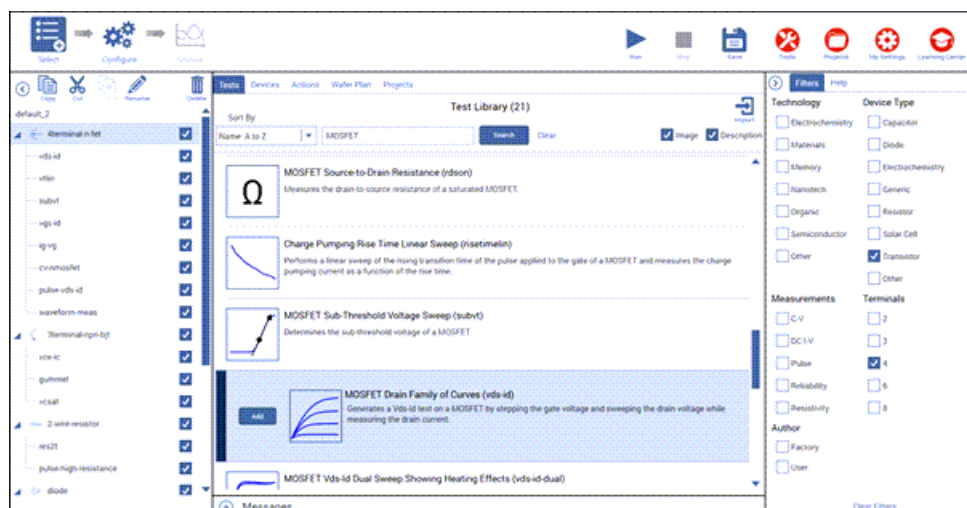 Select
Configure
Analyze
Run
Stop
Save
Tools
Projects
My Settings
Learning Center
Copy
Cut
Rename
Delete
default_2
4terminal-n-fet
vds-id
vtlin
subvt
vgs-id
ig-vg
cv-nmosfet
pulse-vds-id
waveform-meas
3terminal-npn-bjt
vce-ic
gummel
vcsat
2-wire-resistor
res2t
pulse-high-resistance
diode
Tests Devices Actions Wafer Plan Projects
Test Library (21)
Sort By
Name: A to Z
MOSFET
Search
Clear
Import
Image
Description
MOSFET Source-to-Drain Resistance (rdson)
Measures the drain-to-source resistance of a saturated MOSFET.
Ω
Charge Pumping Rise Time Linear Sweep (risetimelin)
Performs a linear sweep of the rising transition time of the pulse applied to the gate of a MOSFET and measures the charge
pumping current as a function of the rise time.
MOSFET Sub-Threshold Voltage Sweep (subvt)
Determines the sub-threshold voltage of a MOSFET
Add
MOSFET Drain Family of Curves (vds-id)
Generates a Vds-Id test on a MOSFET by stepping the gate voltage and sweeping the drain voltage while
measuring the drain current.
MOSFET Vds-Id Dual Sweep Showing Heating Effects (vds-id-dual)
Messages
Filters Help
Technology
Electrochemistry
Materials
Memory
Nanotech
Organic
Semiconductor
Other
Device Type
Capacitor
Diode
Electrochemistry
Generic
Resistor
Solar Cell
Transistor
Other
Measurements
C-V
DC I-V
Pulse
Reliability
Resistivity
Terminals
2
3
4
6
8
Author
Factory
User
Clear Filters